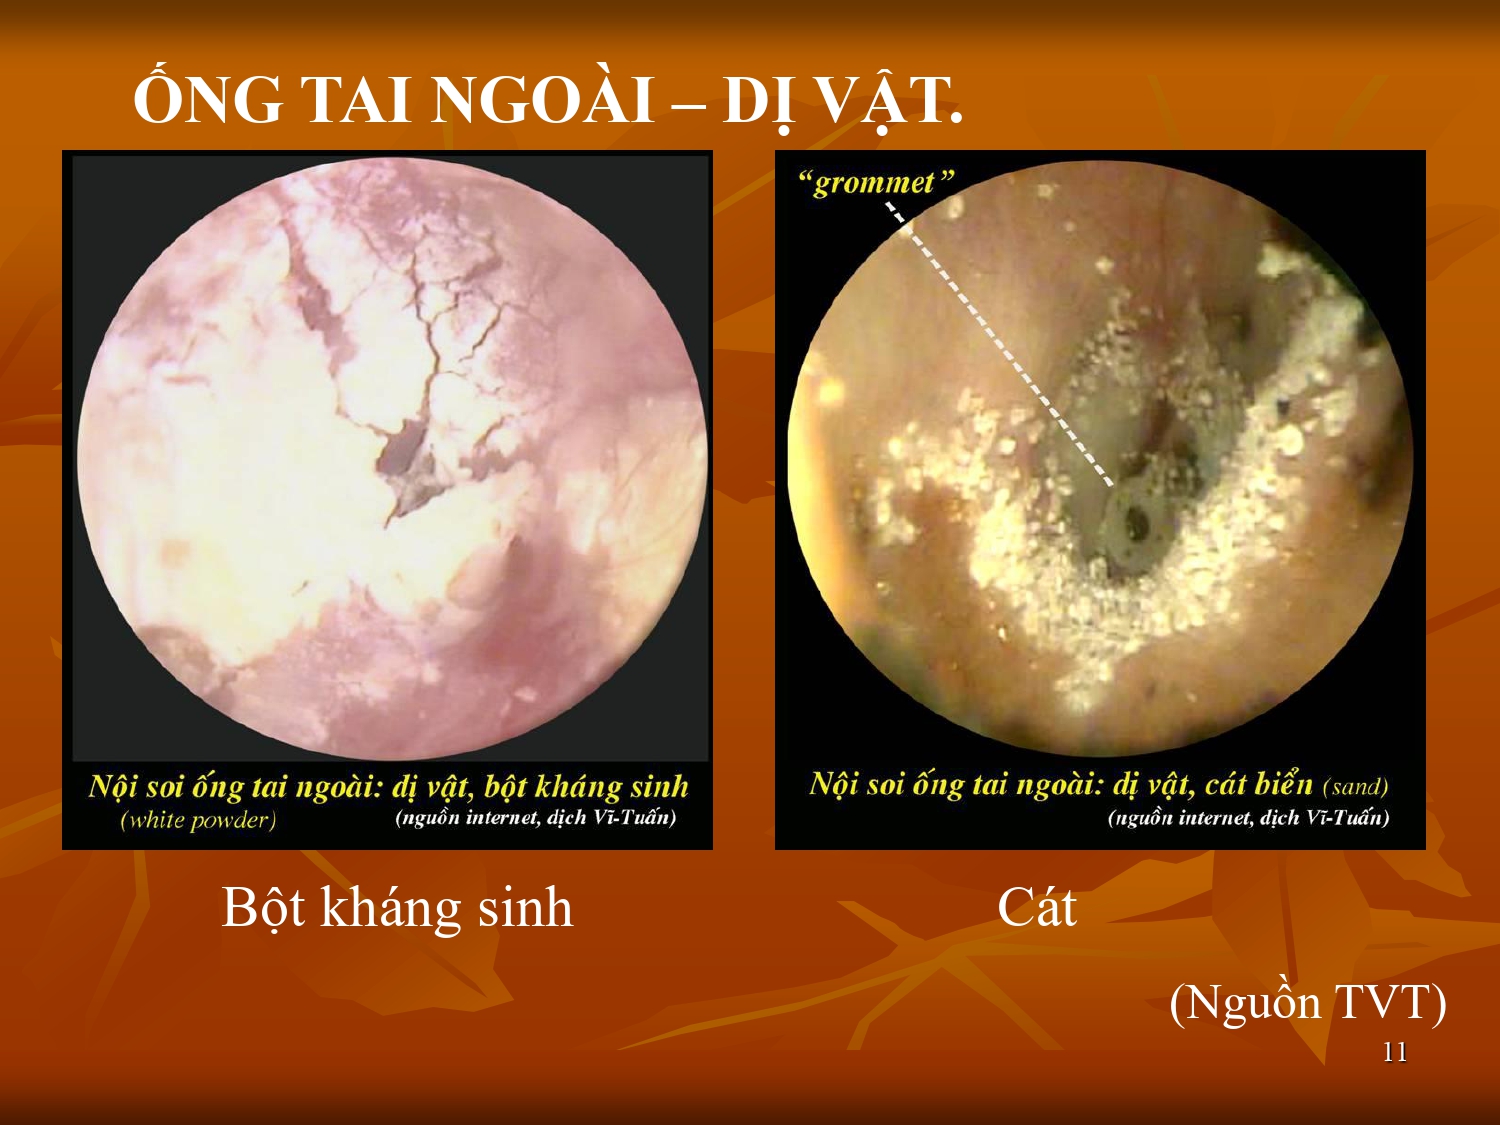 ỐNG TAI NGOÀI – DỊ VẬT.
“grommet”
Nội soi ống tai ngoài: dị vật, bột kháng sinh
(white powder) (nguồn internet, dịch Vĩ-Tuấn)
Nội soi ống tai ngoài: dị vật, cát biển (sand)
(nguồn internet, dịch Vĩ-Tuấn)
Bột kháng sinh
Cát
(Nguồn TVT)
11